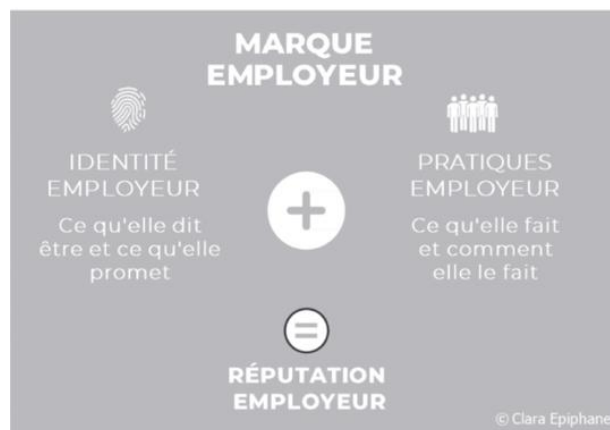 MARQUE
EMPLOYEUR
IDENTITÉ
EMPLOYEUR
Ce qu'elle dit
être et ce qu'elle
promet
+
PRATIQUES
EMPLOYEUR
Ce qu'elle fait
et comment
elle le fait
=
RÉPUTATION
EMPLOYEUR
© Clara Epiphane